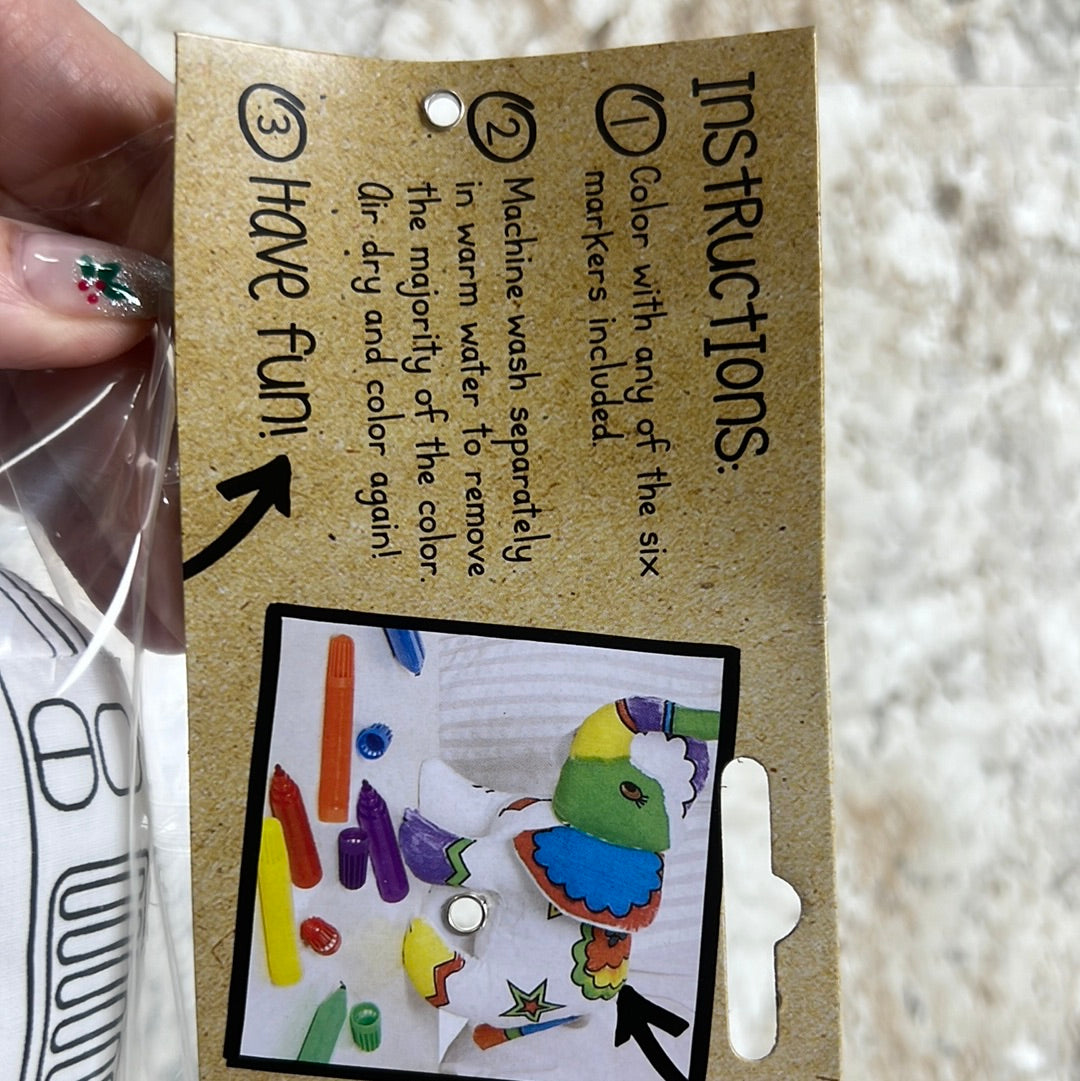 Instructions:
1 Color with any of the six
markers included.
2 Machine wash separately
in warm water to remove
the majority of the color.
Air dry and color again!
3 Have fun!